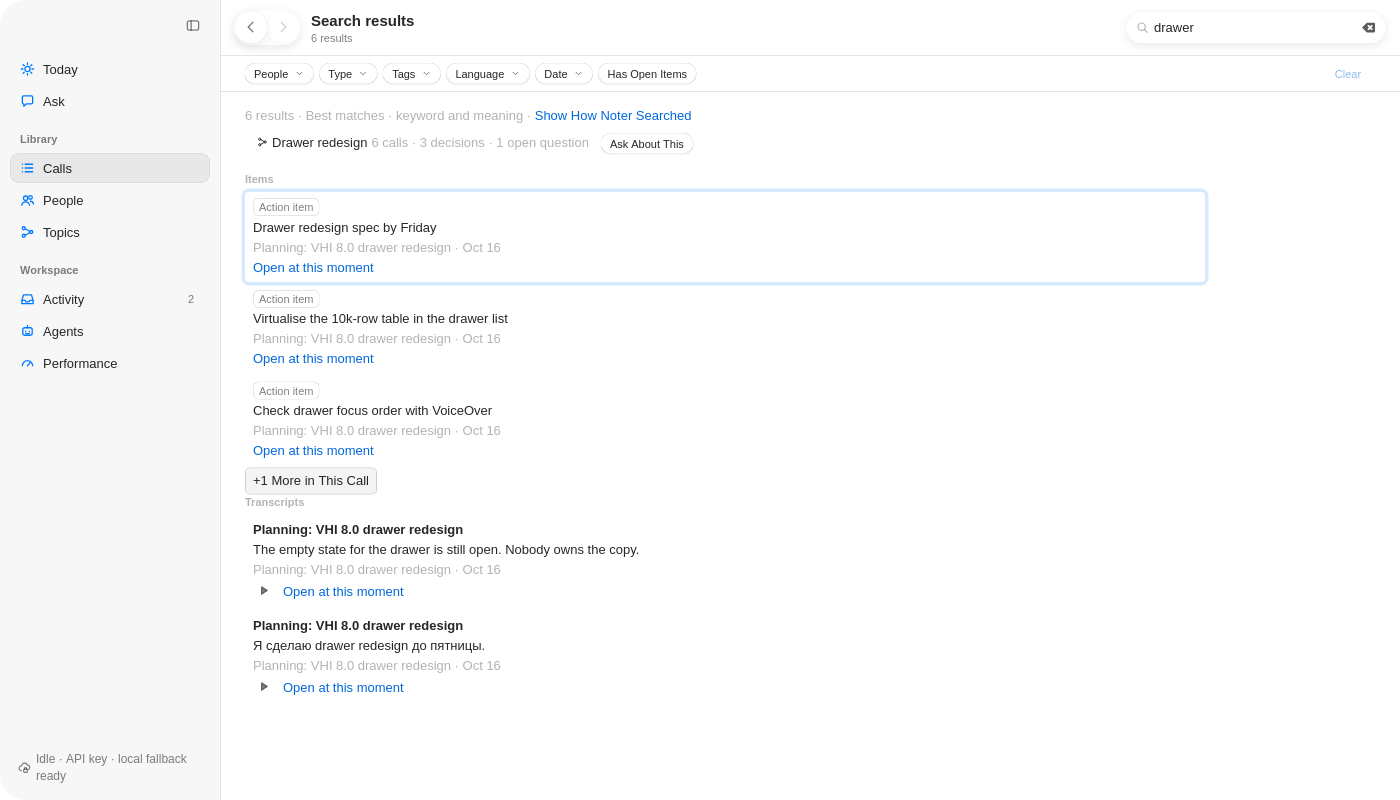 Search results
6 results
drawer
Today
Ask
Library
Calls
People
Topics
Workspace
Activity 2
Agents
Performance
Idle · API key · local fallback
ready
People Type Tags Language Date Has Open Items Clear
6 results · Best matches · keyword and meaning · Show How Noter Searched
Drawer redesign 6 calls · 3 decisions · 1 open question Ask About This
Items
Action item
Drawer redesign spec by Friday
Planning: VHI 8.0 drawer redesign · Oct 16
Open at this moment
Action item
Virtualise the 10k-row table in the drawer list
Planning: VHI 8.0 drawer redesign · Oct 16
Open at this moment
Action item
Check drawer focus order with VoiceOver
Planning: VHI 8.0 drawer redesign · Oct 16
Open at this moment
+1 More in This Call
Transcripts
Planning: VHI 8.0 drawer redesign
The empty state for the drawer is still open. Nobody owns the copy.
Planning: VHI 8.0 drawer redesign · Oct 16
Open at this moment
Planning: VHI 8.0 drawer redesign
Я сделаю drawer redesign до пятницы.
Planning: VHI 8.0 drawer redesign · Oct 16
Open at this moment